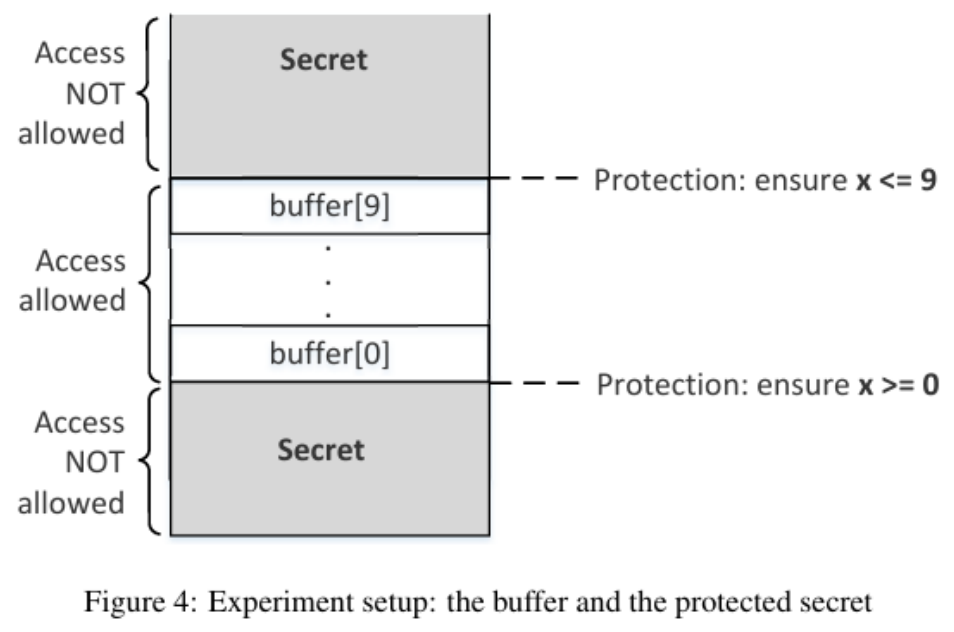 Access
NOT
allowed
Secret
Protection: ensure x <= 9
buffer[9]
.
.
.
Access
allowed
buffer[0]
Protection: ensure x >= 0
Access
NOT
allowed
Secret
Figure 4: Experiment setup: the buffer and the protected secret